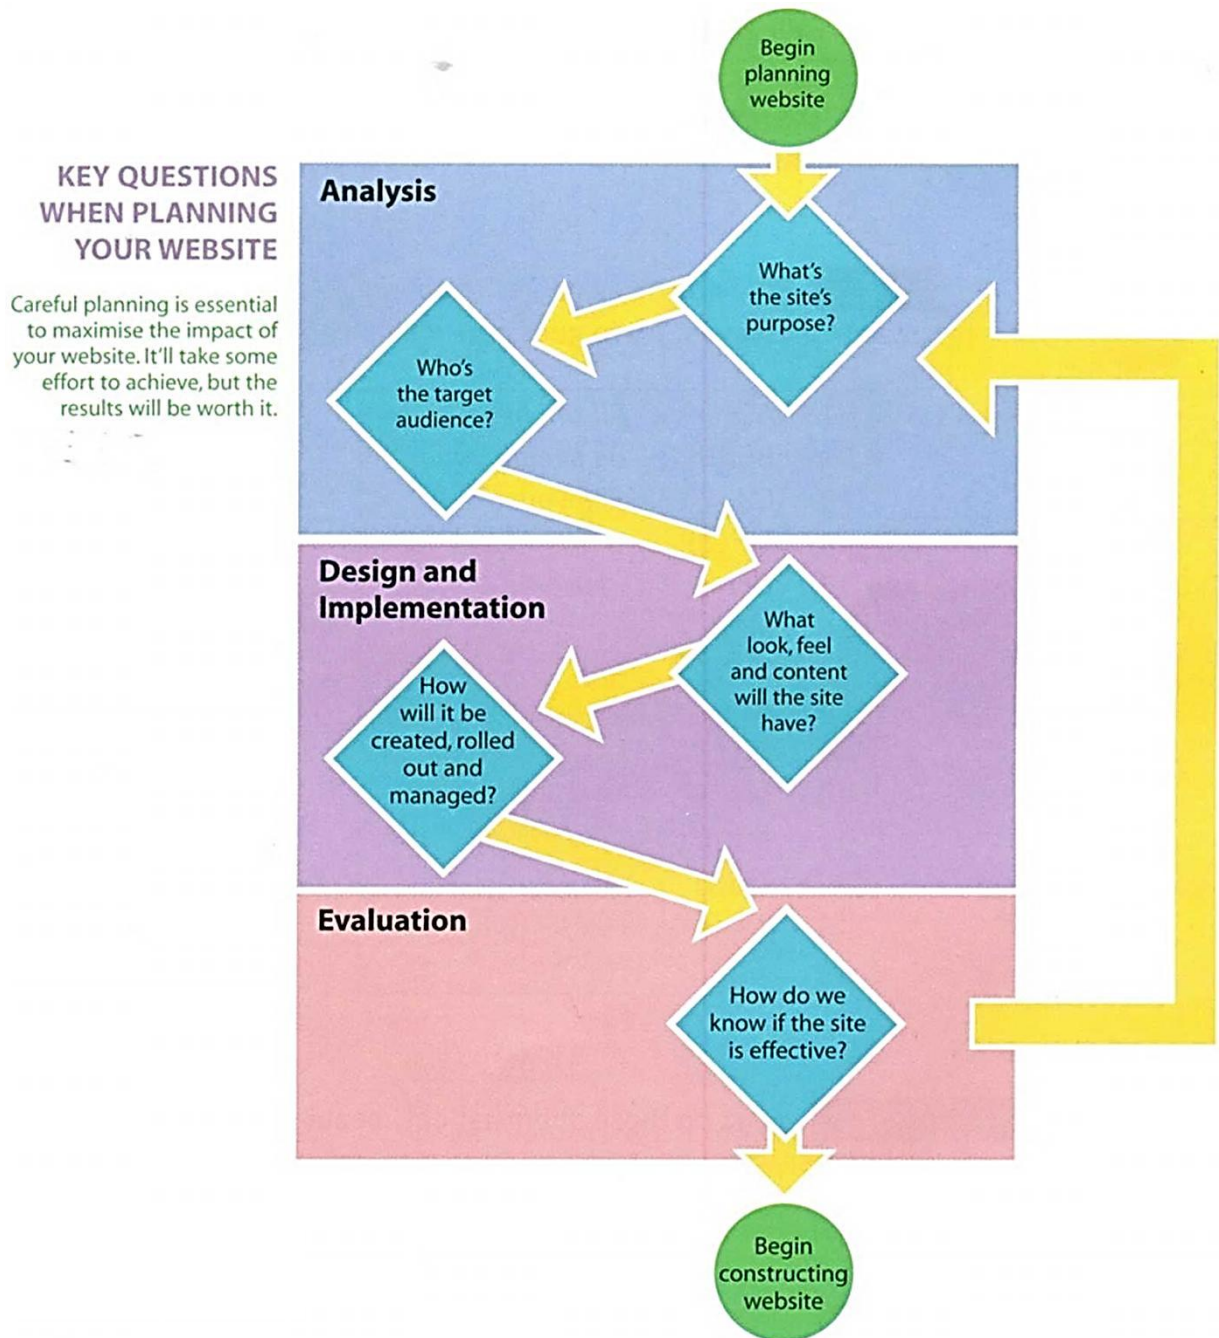 Begin
planning
website
KEY QUESTIONS
WHEN PLANNING
YOUR WEBSITE
Careful planning is essential
to maximise the impact of
your website. It'll take some
effort to achieve, but the
results will be worth it.
Analysis
What's
the site's
purpose?
Who's
the target
audience?
Design and
Implementation
What
look, feel
and content
will the site
have?
How
will it be
created, rolled
out and
managed?
Evaluation
How do we
know if the site
is effective?
Begin
constructing
website